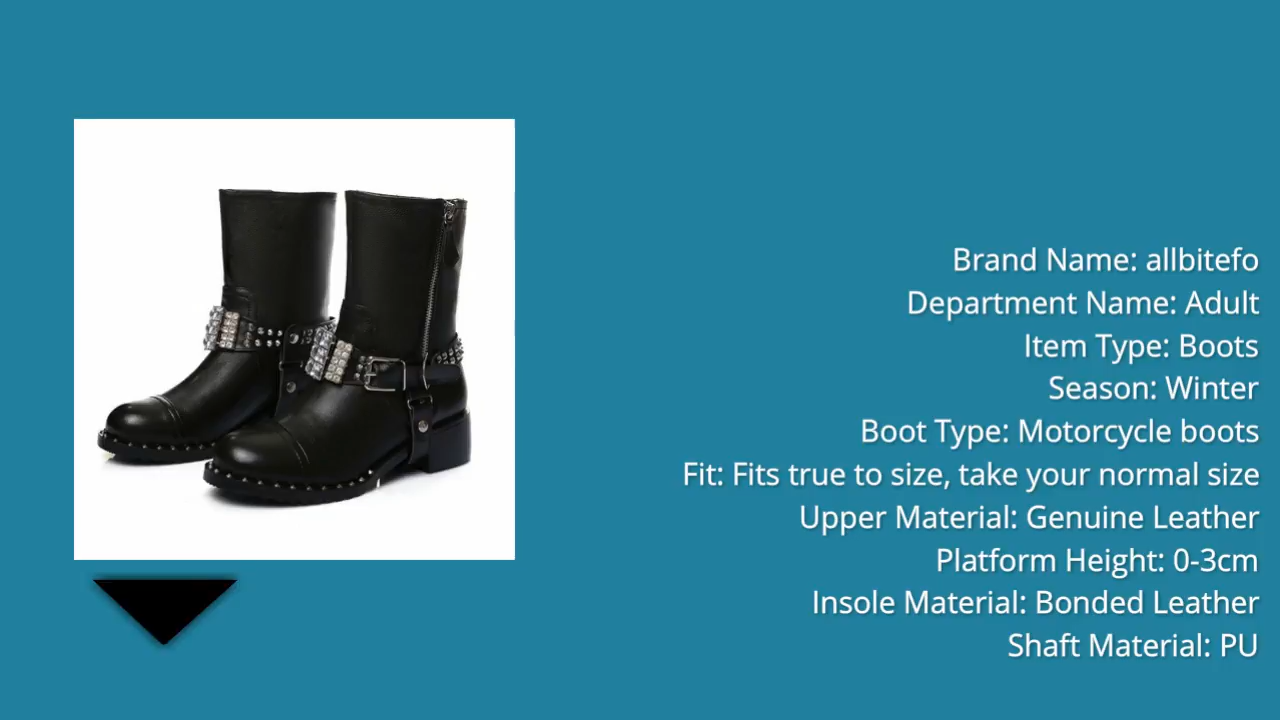 Brand Name: allbitefo
Department Name: Adult
Item Type: Boots
Season: Winter
Boot Type: Motorcycle boots
Fit: Fits true to size, take your normal size
Upper Material: Genuine Leather
Platform Height: 0-3cm
Insole Material: Bonded Leather
Shaft Material: PU